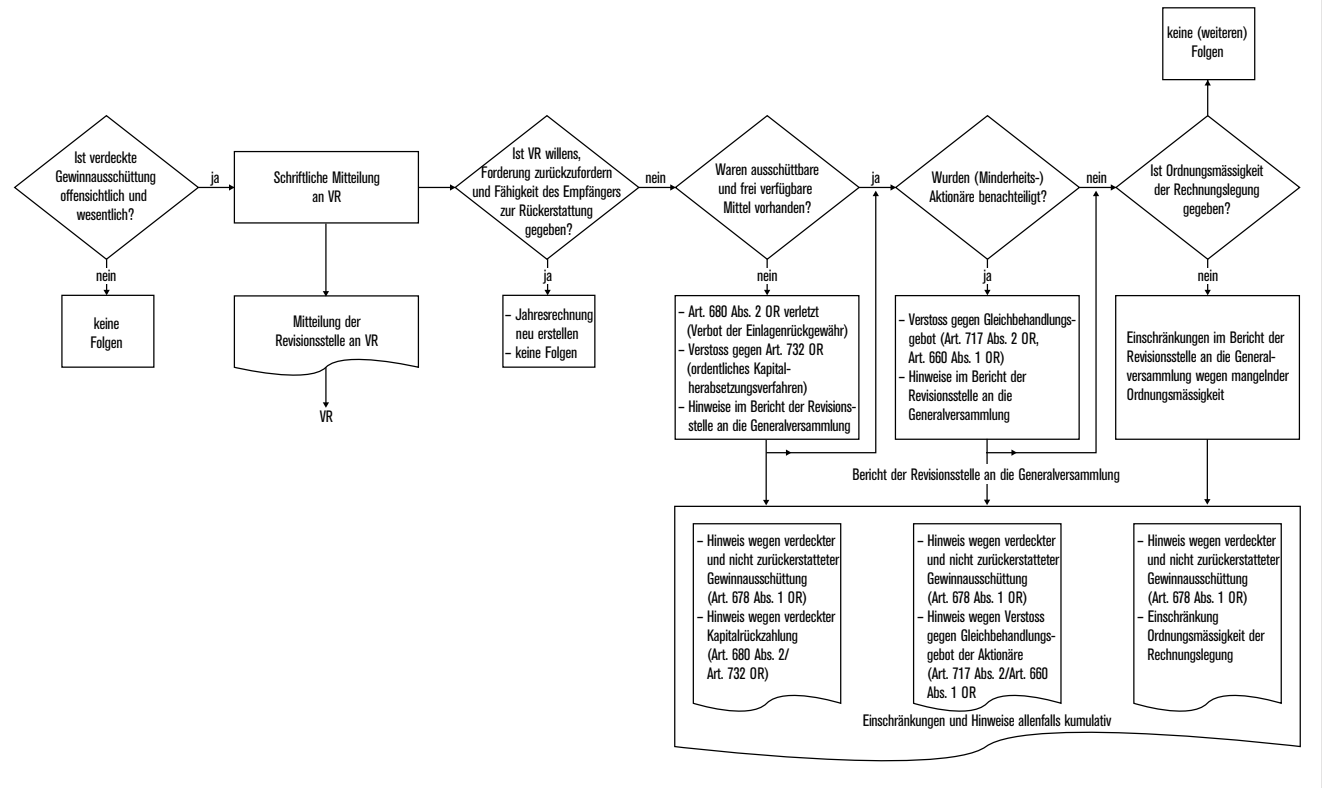 keine (weiteren)
Folgen
Ist verdeckte
Gewinnausschüttung
offensichtlich und
wesentlich?
ja
Schriftliche Mitteilung
an VR
Ist VR willens,
Forderung zurückzufordern
und Fähigkeit des Empfängers
zur Rückerstattung
gegeben?
nein
Waren ausschüttbare
und frei verfügbare
Mittel vorhanden?
ja
Wurden (Minderheits-)
Aktionäre benachteiligt?
nein
Ist Ordnungsmässigkeit
der Rechnungslegung
gegeben?
nein
keine
Folgen
Mitteilung der
Revisionsstelle an VR
VR
ja
– Jahresrechnung
neu erstellen
– keine Folgen
nein
– Art. 680 Abs. 2 OR verletzt
(Verbot der Einlagenrückgewähr)
– Verstoss gegen Art. 732 OR
(ordentliches Kapital-
herabsetzungsverfahren)
– Hinweise im Bericht der Revisions-
stelle an die Generalversammlung
ja
– Verstoss gegen Gleichbehandlungs-
gebot (Art. 717 Abs. 2 OR,
Art. 660 Abs. 1 OR)
– Hinweise im Bericht der
Revisionsstelle an die
Generalversammlung
nein
Einschränkungen im Bericht der
Revisionsstelle an die General-
versammlung wegen mangelnder
Ordnungsmässigkeit
Bericht der Revisionsstelle an die Generalversammlung
– Hinweis wegen verdeckter
und nicht zurückerstatteter
Gewinnausschüttung
(Art. 678 Abs. 1 OR)
– Hinweis wegen verdeckter
Kapitalrückzahlung
(Art. 680 Abs. 2/
Art. 732 OR)
– Hinweis wegen verdeckter
und nicht zurückerstatteter
Gewinnausschüttung
(Art. 678 Abs. 1 OR)
– Hinweis wegen Verstoss
gegen Gleichbehandlungs-
gebot der Aktionäre
(Art. 717 Abs. 2/Art. 660
Abs. 1 OR
– Hinweis wegen verdeckter
und nicht zurückerstatteter
Gewinnausschüttung
(Art. 678 Abs. 1 OR)
– Einschränkung
Ordnungsmässigkeit der
Rechnungslegung
Einschränkungen und Hinweise allenfalls kumulativ